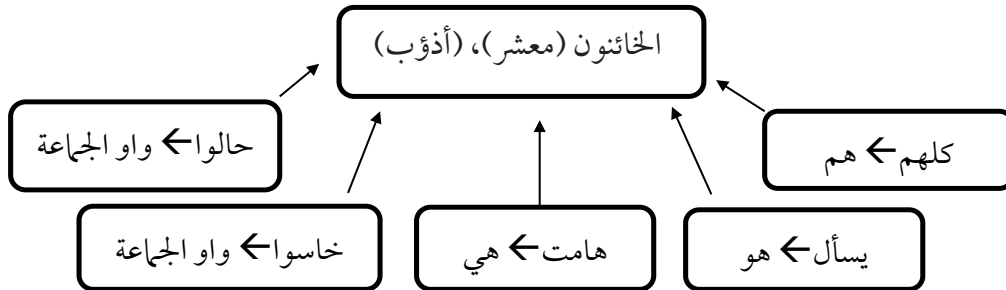 الخائنون (معشر)، (أذؤب)
كلهم← هم
يسأل← هو
هامت← هي
خاسوا← واو الجماعة
حالوا← واو الجماعة